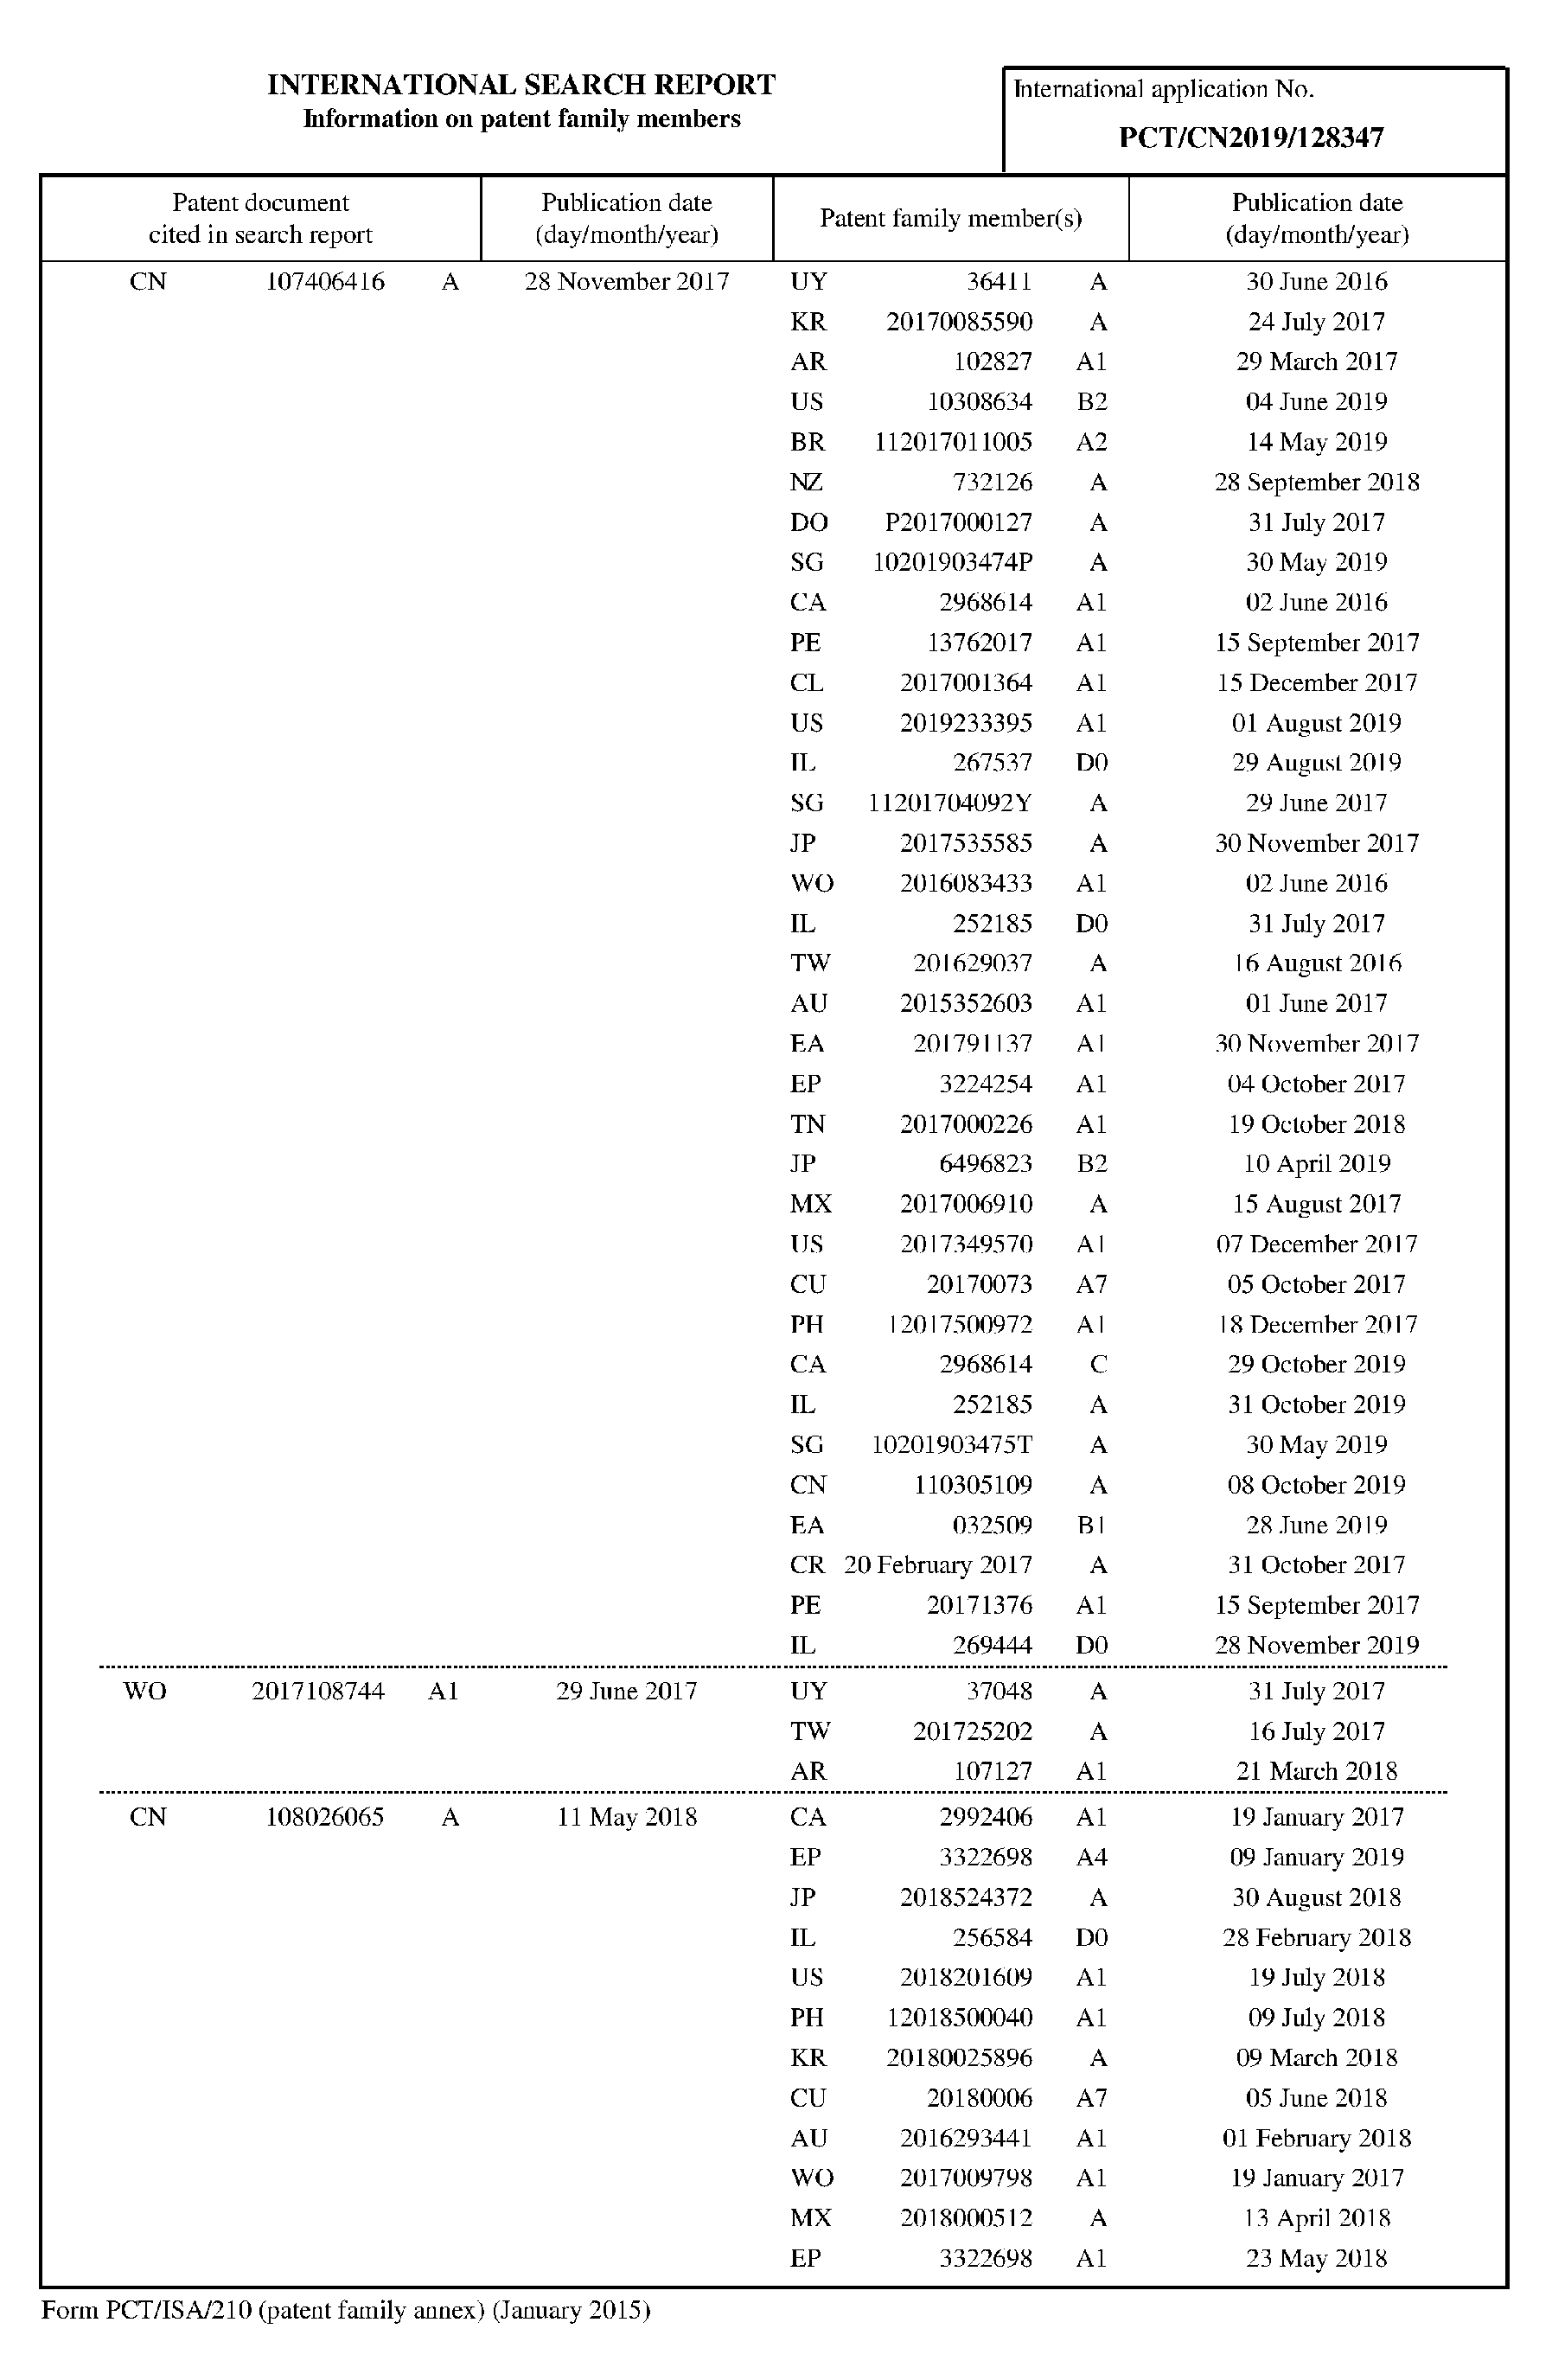 INTERNATIONAL SEARCH REPORT
Information on patent family members
International application No.
PCT/CN2019/128347
Patent document cited in search report
Publication date (day/month/year)
Patent family member(s)
Publication date (day/month/year)
CN 107406416 A 28 November 2017 UY 36411 A 30 June 2016
KR 20170085590 A 24 July 2017
AR 102827 A1 29 March 2017
US 10308634 B2 04 June 2019
BR 112017011005 A2 14 May 2019
NZ 732126 A 28 September 2018
DO P2017000127 A 31 July 2017
SG 10201903474P A 30 May 2019
CA 2968614 A1 02 June 2016
PE 13762017 A1 15 September 2017
CL 2017001364 A1 15 December 2017
US 2019233395 A1 01 August 2019
IL 267537 D0 29 August 2019
SG 11201704092Y A 29 June 2017
JP 2017535585 A 30 November 2017
WO 2016083433 A1 02 June 2016
IL 252185 D0 31 July 2017
TW 201629037 A 16 August 2016
AU 2015352603 A1 01 June 2017
EA 201791137 A1 30 November 2017
EP 3224254 A1 04 October 2017
TN 2017000226 A1 19 October 2018
JP 6496823 B2 10 April 2019
MX 2017006910 A 15 August 2017
US 2017349570 A1 07 December 2017
CU 20170073 A7 05 October 2017
PH 12017500972 A1 18 December 2017
CA 2968614 C 29 October 2019
IL 252185 A 31 October 2019
SG 10201903475T A 30 May 2019
CN 110305109 A 08 October 2019
EA 032509 B1 28 June 2019
CR 20 February 2017 A 31 October 2017
PE 20171376 A1 15 September 2017
IL 269444 D0 28 November 2019
WO 2017108744 A1 29 June 2017 UY 37048 A 31 July 2017
TW 201725202 A 16 July 2017
AR 107127 A1 21 March 2018
CN 108026065 A 11 May 2018 CA 2992406 A1 19 January 2017
EP 3322698 A4 09 January 2019
JP 2018524372 A 30 August 2018
IL 256584 D0 28 February 2018
US 2018201609 A1 19 July 2018
PH 12018500040 A1 09 July 2018
KR 20180025896 A 09 March 2018
CU 20180006 A7 05 June 2018
AU 2016293441 A1 01 February 2018
WO 2017009798 A1 19 January 2017
MX 2018000512 A 13 April 2018
EP 3322698 A1 23 May 2018
Form PCT/ISA/210 (patent family annex) (January 2015)